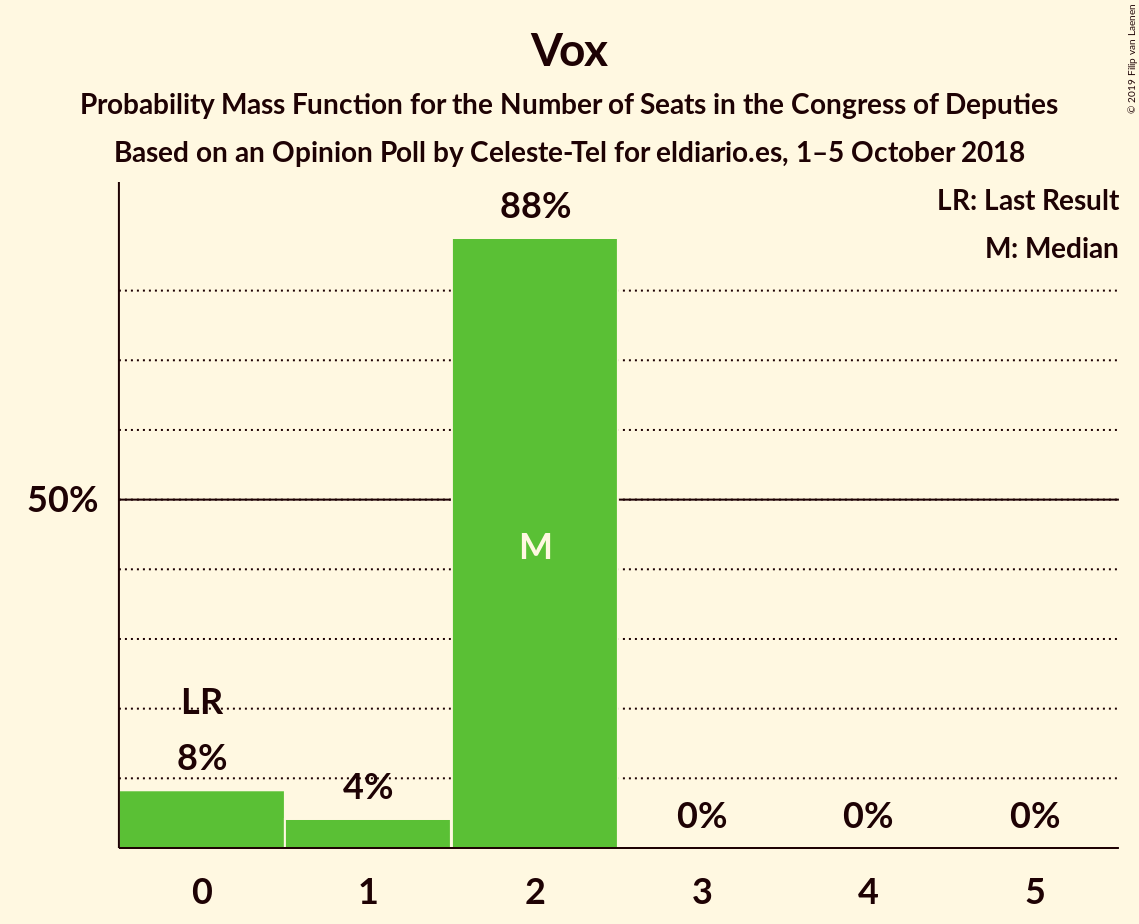 Vox
Probability Mass Function for the Number of Seats in the Congress of Deputies
Based on an Opinion Poll by Celeste-Tel for eldiario.es, 1–5 October 2018
© 2019 Filip van Laenen
LR: Last Result
M: Median
88%
50%
M
LR
8%
4%
0%
0%
0%
0
1
2
3
4
5